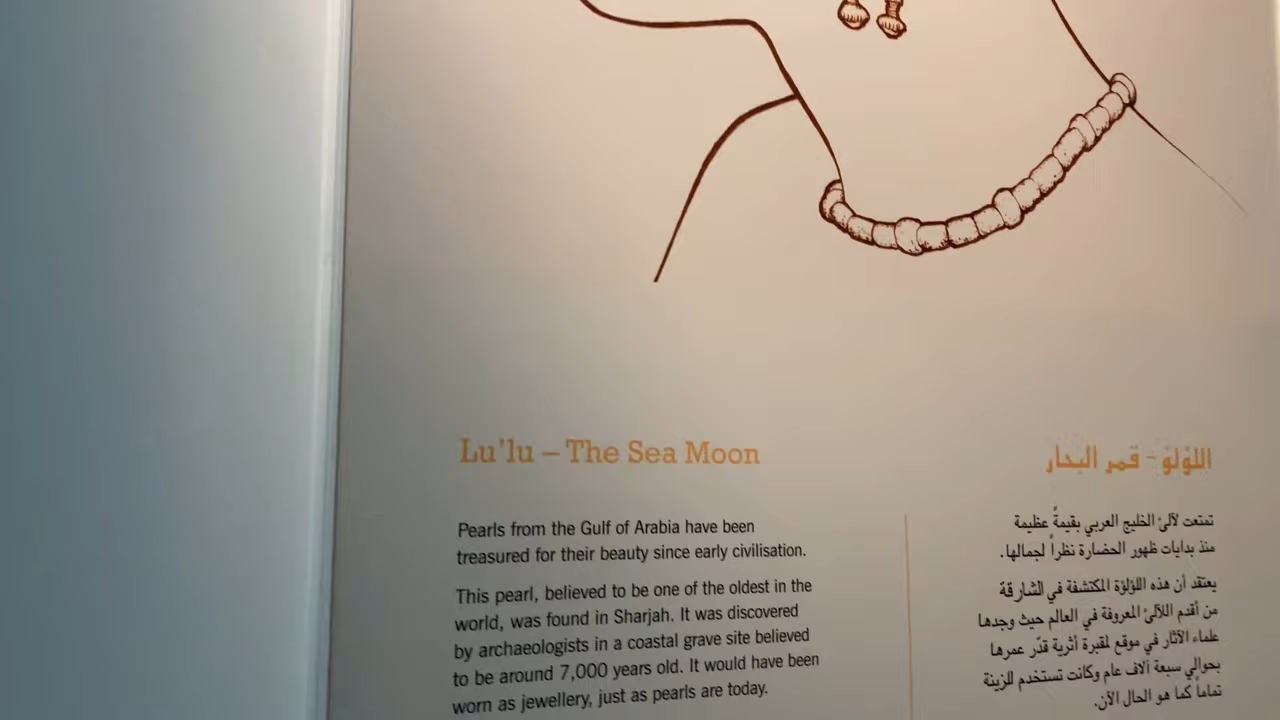 Lu'lu – The Sea Moon
Pearls from the Gulf of Arabia have been
treasured for their beauty since early civilisation.
This pearl, believed to be one of the oldest in the
world, was found in Sharjah. It was discovered
by archaeologists in a coastal grave site believed
to be around 7,000 years old. It would have been
worn as jewellery, just as pearls are today.
اللؤلؤ - قمر البحار
تمتعت لآلئ الخليج العربي بقيمةً عظيمة
منذ بدايات ظهور الحضارة نظراً لجمالها.
يعتقد أن هذه اللؤلؤة المكتشفة في الشارقة
من أقدم اللآلئ المعروفة في العالم حيث وجدها
علماء الآثار في موقع لمقبرة أثرية قدّر عمرها
بحوالي سبعة آلاف عام وكانت تستخدم للزينة
تماماً كما هو الحال الآن.